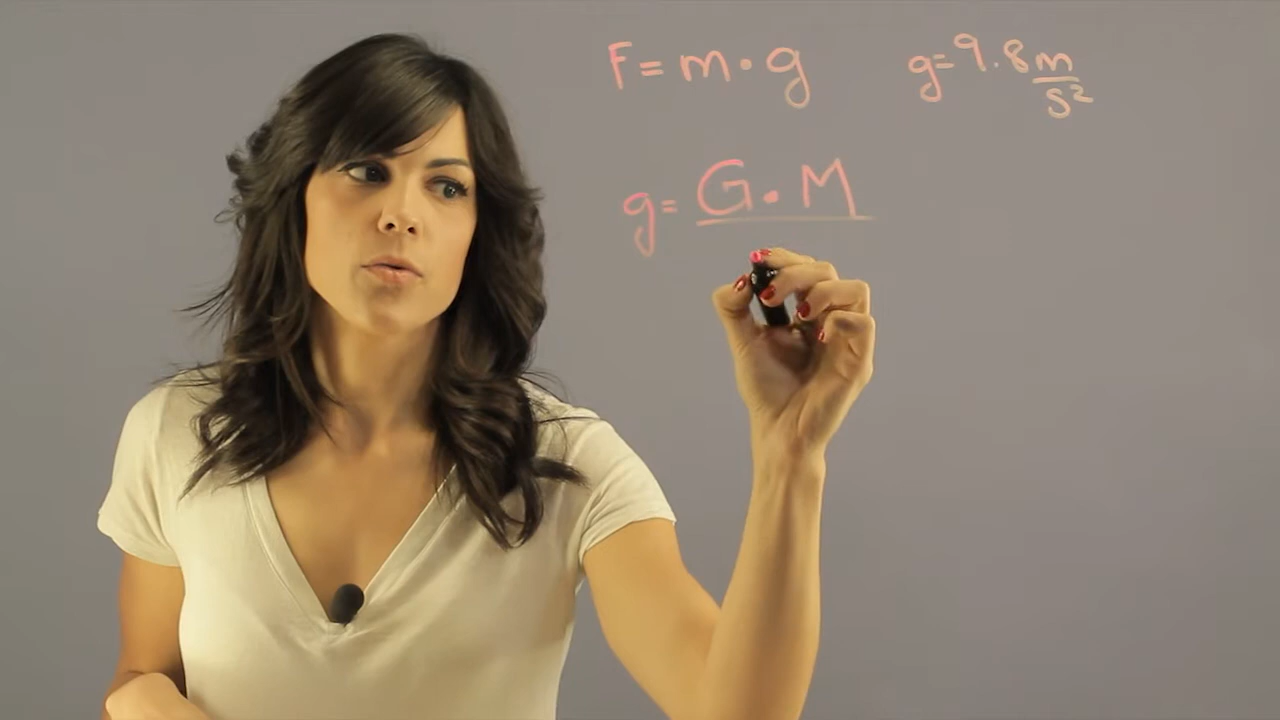 F = m • g
g = 9.8 m/s²
g = G • M